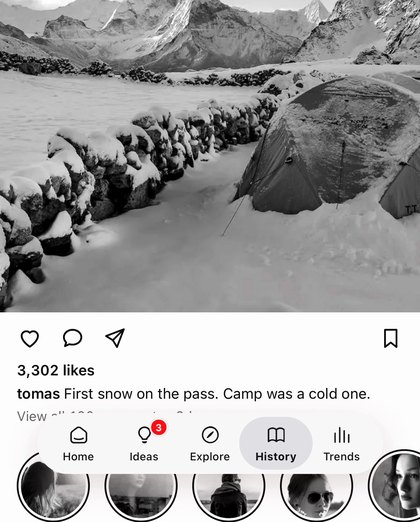 3,302 likes
tomas First snow on the pass. Camp was a cold one.
View all
3
Home Ideas Explore History Trends